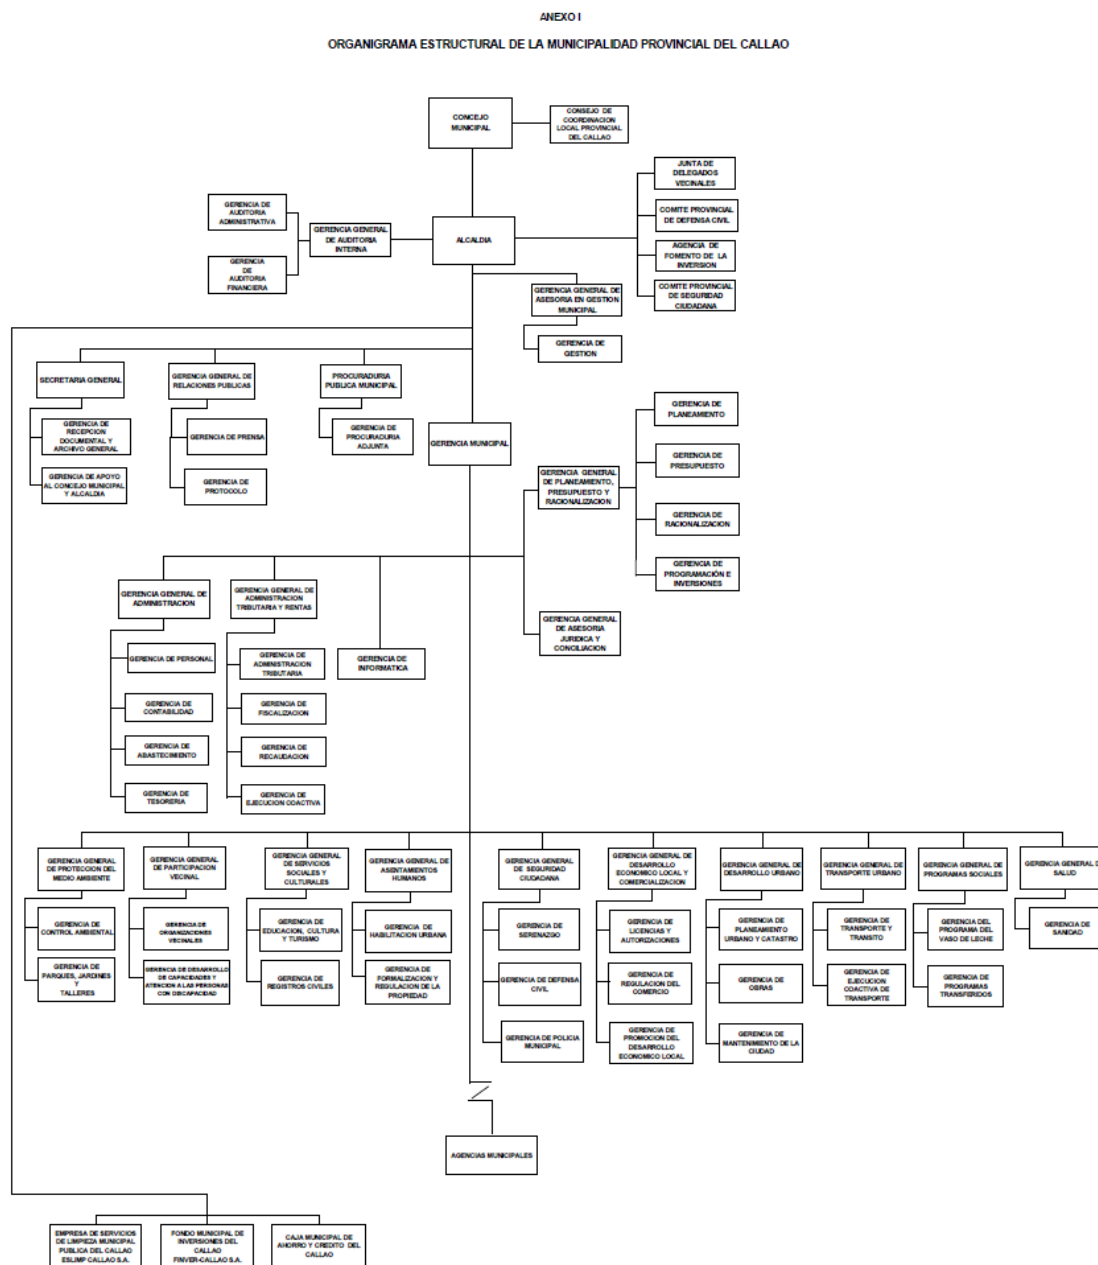 ANEXO I
ORGANIGRAMA ESTRUCTURAL DE LA MUNICIPALIDAD PROVINCIAL DEL CALLAO
CONCEJO
MUNICIPAL
CONSEJO DE
COORDINACION
LOCAL PROVINCIAL
DEL CALLAO
JUNTA DE
DELEGADOS
VECINALES
COMITE PROVINCIAL
DE DEFENSA CIVIL
AGENCIA DE
FOMENTO DE LA
INVERSION
COMITE PROVINCIAL
DE SEGURIDAD
CIUDADANA
GERENCIA DE
AUDITORIA
ADMINISTRATIVA
GERENCIA
DE
AUDITORIA
FINANCIERA
GERENCIA GENERAL
DE AUDITORIA
INTERNA
ALCALDIA
GERENCIA GENERAL DE
ASESORIA EN GESTION
MUNICIPAL
GERENCIA DE
GESTION
SECRETARIA GENERAL
GERENCIA DE
RECEPCION
DOCUMENTAL Y
ARCHIVO GENERAL
GERENCIA DE APOYO
AL CONCEJO MUNICIPAL
Y ALCALDIA
GERENCIA GENERAL DE
RELACIONES PUBLICAS
GERENCIA DE PRENSA
GERENCIA DE
PROTOCOLO
PROCURADURIA
PUBLICA MUNICIPAL
GERENCIA DE
PROCURADURIA
ADJUNTA
GERENCIA MUNICIPAL
GERENCIA GENERAL
DE PLANEAMIENTO,
PRESUPUESTO Y
RACIONALIZACION
GERENCIA DE
PLANEAMIENTO
GERENCIA DE
PRESUPUESTO
GERENCIA DE
RACIONALIZACION
GERENCIA DE
PROGRAMACIÓN E
INVERSIONES
GERENCIA GENERAL
DE ASESORIA
JURIDICA Y
CONCILIACION
GERENCIA GENERAL DE
ADMINISTRACION
GERENCIA DE PERSONAL
GERENCIA DE
CONTABILIDAD
GERENCIA DE
ABASTECIMIENTO
GERENCIA DE
TESORERIA
GERENCIA GENERAL DE
ADMINISTRACION
TRIBUTARIA Y RENTAS
GERENCIA DE
ADMINISTRACION
TRIBUTARIA
GERENCIA DE
FISCALIZACION
GERENCIA DE
RECAUDACION
GERENCIA DE
EJECUCION COACTIVA
GERENCIA DE
INFORMATICA
GERENCIA GENERAL
DE PROTECCION DEL
MEDIO AMBIENTE
GERENCIA DE
CONTROL AMBIENTAL
GERENCIA DE
PARQUES, JARDINES
Y
TALLERES
GERENCIA GENERAL
DE PARTICIPACION
VECINAL
GERENCIA DE
ORGANIZACIONES
VECINALES
GERENCIA DE DESARROLLO
DE CAPACIDADES Y
ATENCION A LAS PERSONAS
CON DISCAPACIDAD
GERENCIA GENERAL
DE SERVICIOS
SOCIALES Y
CULTURALES
GERENCIA DE
EDUCACION, CULTURA
Y TURISMO
GERENCIA DE
REGISTROS CIVILES
GERENCIA GENERAL DE
ASENTAMIENTOS
HUMANOS
GERENCIA DE
HABILITACION URBANA
GERENCIA DE
FORMALIZACION Y
REGULACION DE LA
PROPIEDAD
GERENCIA GENERAL
DE SEGURIDAD
CIUDADANA
GERENCIA DE
SERENAZGO
GERENCIA DE DEFENSA
CIVIL
GERENCIA DE POLICIA
MUNICIPAL
GERENCIA GENERAL DE
DESARROLLO
ECONOMICO LOCAL Y
COMERCIALIZACION
GERENCIA DE
LICENCIAS Y
AUTORIZACIONES
GERENCIA DE
REGULACION DEL
COMERCIO
GERENCIA DE
PROMOCION DEL
DESARROLLO
ECONOMICO LOCAL
GERENCIA GENERAL DE
DESARROLLO URBANO
GERENCIA DE
PLANEAMIENTO
URBANO Y CATASTRO
GERENCIA DE
OBRAS
GERENCIA DE
MANTENIMIENTO DE LA
CIUDAD
GERENCIA GENERAL DE
TRANSPORTE URBANO
GERENCIA DE
TRANSPORTE Y
TRANSITO
GERENCIA DE
EJECUCION
COACTIVA DE
TRANSPORTE
GERENCIA GENERAL DE
PROGRAMAS SOCIALES
GERENCIA DEL
PROGRAMA DEL
VASO DE LECHE
GERENCIA DE
PROGRAMAS
TRANSFERIDOS
GERENCIA GENERAL DE
SALUD
GERENCIA DE
SANIDAD
AGENCIAS MUNICIPALES
EMPRESA DE SERVICIOS
DE LIMPIEZA MUNICIPAL
PUBLICA DEL CALLAO
ESLIMP CALLAO S.A.
FONDO MUNICIPAL DE
INVERSIONES DEL
CALLAO
FINVER-CALLAO S.A.
CAJA MUNICIPAL DE
AHORRO Y CREDITO DEL
CALLAO